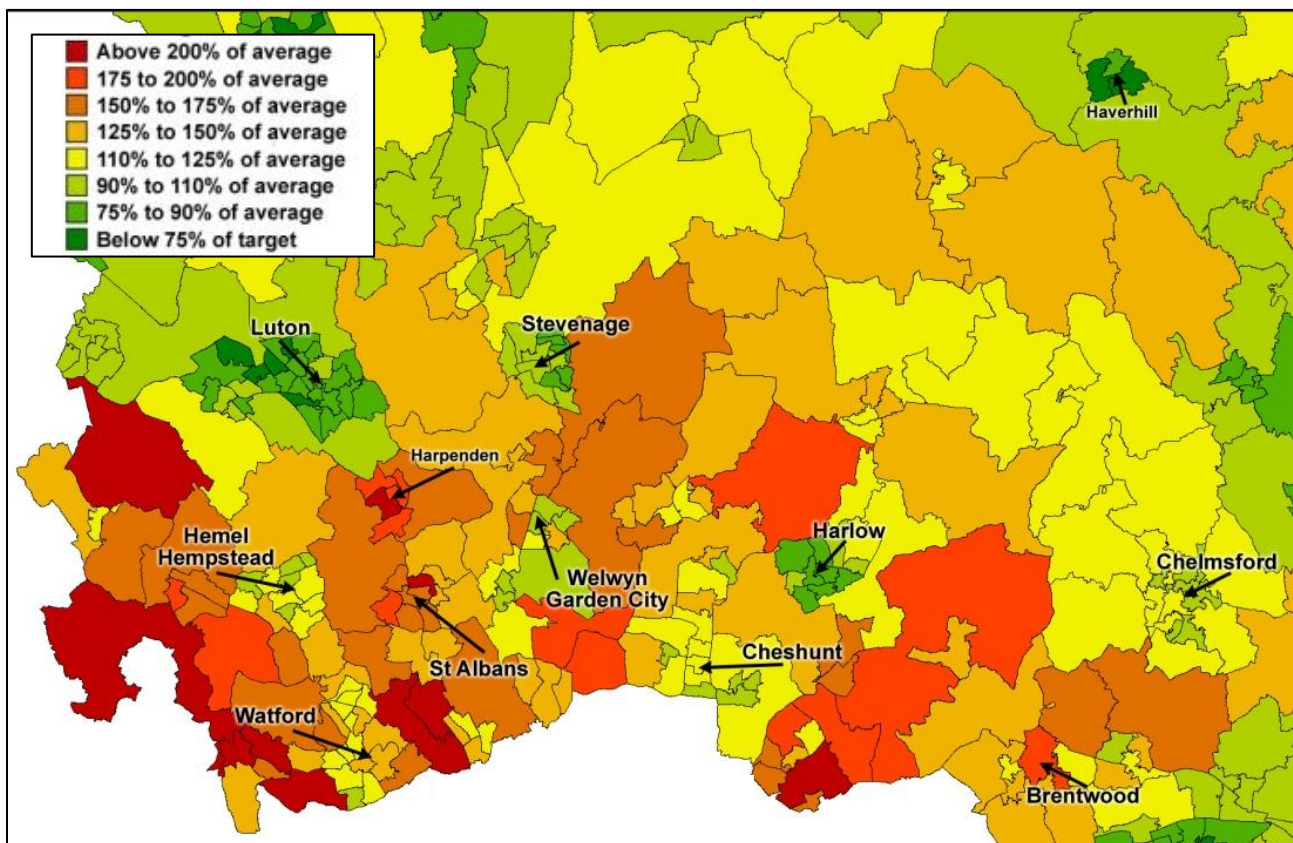 Above 200% of average
175 to 200% of average
150% to 175% of average
125% to 150% of average
110% to 125% of average
90% to 110% of average
75% to 90% of average
Below 75% of target
Haverhill
Luton
Stevenage
Harpenden
Hemel
Hempstead
Harlow
Chelmsford
Welwyn
Garden City
St Albans
Cheshunt
Watford
Brentwood